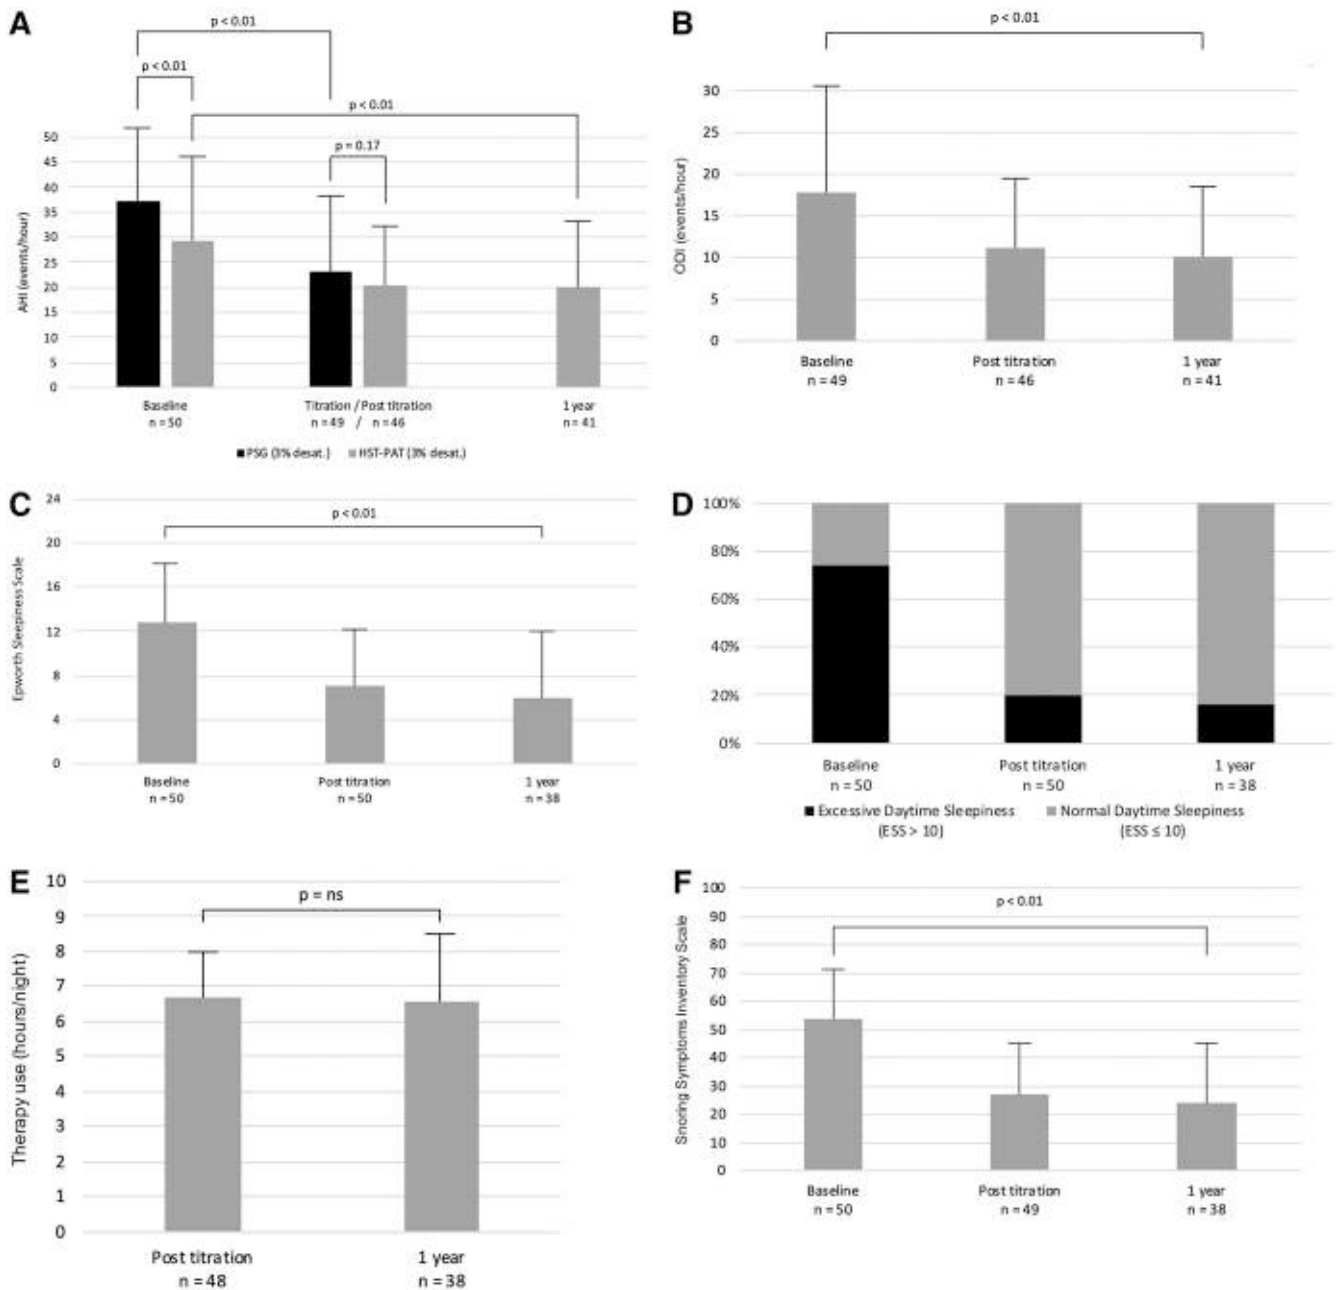 A
p < 0.01
p < 0.01
p < 0.01
p = 0.17
AHI (events/hour)
50
45
40
35
30
25
20
15
10
5
0
Baseline
n = 50
Titration / Post titration
n = 49 / n = 46
1 year
n = 41
PSG (3% desat.) HST-PAT (3% desat.)
B
p < 0.01
ODI (events/hour)
30
25
20
15
10
5
0
Baseline
n = 49
Post titration
n = 46
1 year
n = 41
C
p < 0.01
Epworth Sleepiness Scale
24
20
16
12
8
4
0
Baseline
n = 50
Post titration
n = 50
1 year
n = 38
D
100%
80%
60%
40%
20%
0%
Baseline
n = 50
Post titration
n = 50
1 year
n = 38
Excessive Daytime Sleepiness
(ESS > 10)
Normal Daytime Sleepiness
(ESS ≤ 10)
E
p = ns
Therapy use (hours/night)
10
9
8
7
6
5
4
3
2
1
0
Post titration
n = 48
1 year
n = 38
F
p < 0.01
Snoring Symptoms Inventory Scale
100
90
80
70
60
50
40
30
20
10
0
Baseline
n = 50
Post titration
n = 49
1 year
n = 38